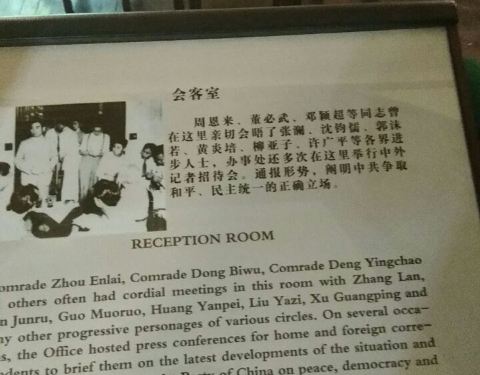 会客室
周恩来、董必武、邓颖超等同志曾
在这里亲切会晤了张澜、沈钧儒、郭沫
若、黄炎培、柳亚子、许广平等各界进
步人士，办事处还多次在这里举行中外
记者招待会。通报形势，阐明中共争取
和平、民主统一的正确立场。
RECEPTION ROOM
omrade Zhou Enlai, Comrade Dong Biwu, Comrade Deng Yingchao
others often had cordial meetings in this room with Zhang Lan,
n Junru, Guo Muoruo, Huang Yanpei, Liu Yazi, Xu Guangping and
ny other progressive personages of various circles. On several occa-
s, the Office hosted press conferences for home and foreign corre-
dents to brief them on the latest developments of the situation and
Party of China on peace, democracy and